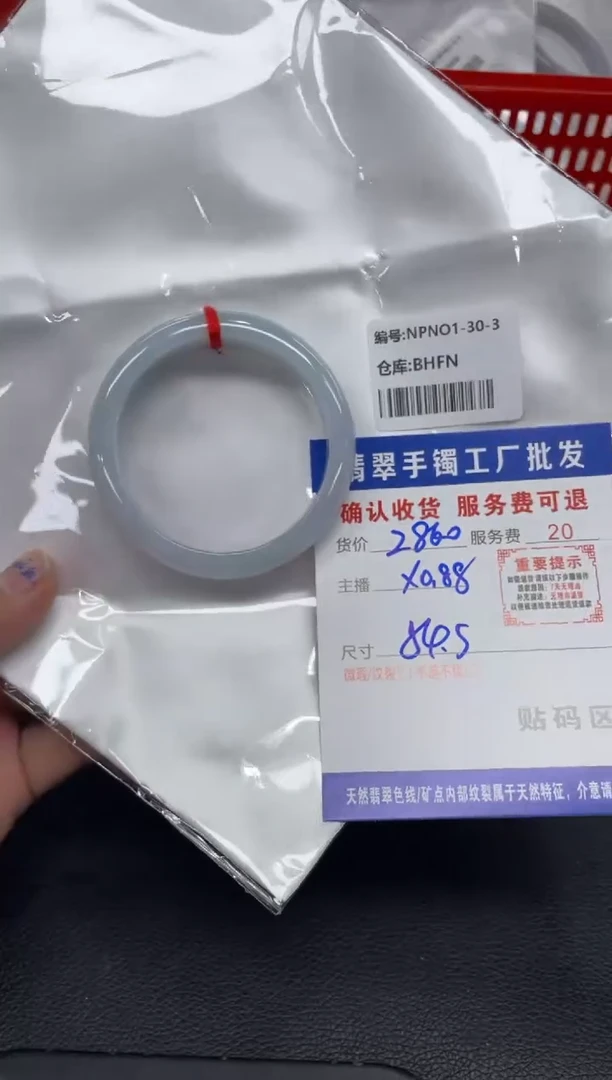 编号:NPNO1-30-3
仓库:BHFN
翡翠手镯工厂批发
确认收货 服务费可退
货价 2860 服务费 20
主播 X0.88
重要提示
尺寸
贴码区
天然翡翠色线/矿点内部纹裂属于天然特征，介意请